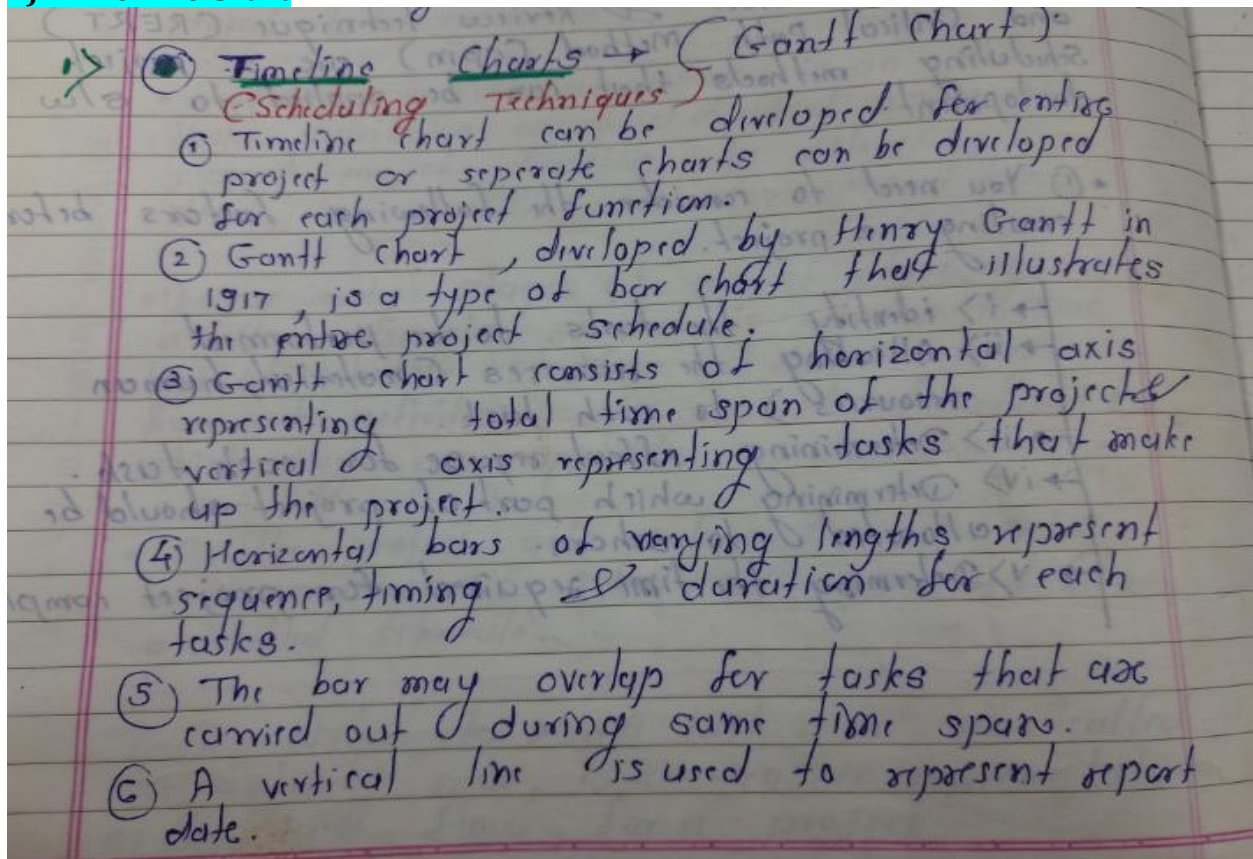 1> Timeline Charts → (Gantt Chart)
(Scheduling Techniques)
① Timeline chart can be developed for entire
project or seperate charts can be developed
for each project function.
② Gantt chart, developed by Henry Gantt in
1917, is a type of bar chart that illustrates
the entire project schedule.
③ Gantt chart consists of horizontal axis
representing total time span of the project &
vertical axis representing tasks that make
up the project.
④ Horizontal bars of varying lengths represent
sequence, timing & duration for each
tasks.
⑤ The bar may overlap for tasks that are
carried out during same time span.
⑥ A vertical line is used to represent report
date.